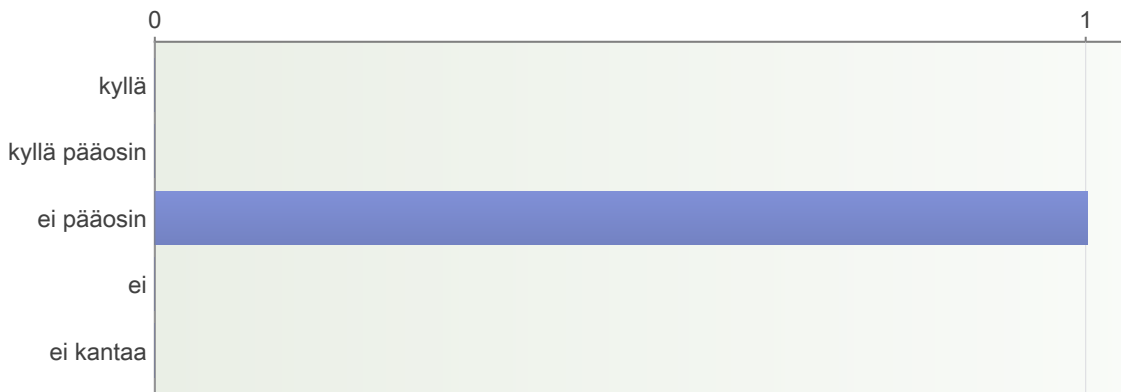 0 1
kyllä
kyllä pääosin
ei pääosin
ei
ei kantaa